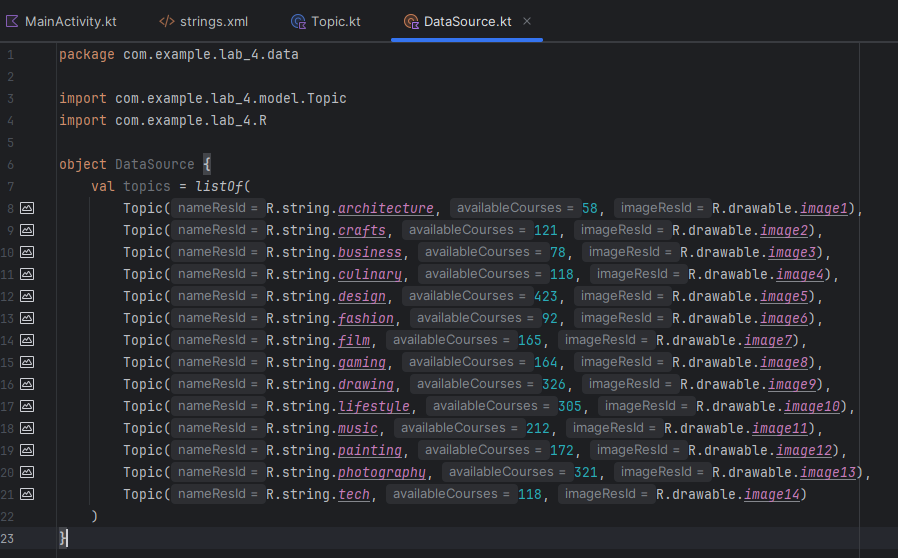 MainActivity.kt </> strings.xml Topic.kt DataSource.kt ×
1 package com.example.lab_4.data
2
3 import com.example.lab_4.model.Topic
4 import com.example.lab_4.R
5
6 object DataSource {
7 val topics = listOf(
8 Topic( nameResId = R.string.architecture, availableCourses = 58, imageResId = R.drawable.image1),
9 Topic( nameResId = R.string.crafts, availableCourses = 121, imageResId = R.drawable.image2),
10 Topic( nameResId = R.string.business, availableCourses = 78, imageResId = R.drawable.image3),
11 Topic( nameResId = R.string.culinary, availableCourses = 118, imageResId = R.drawable.image4),
12 Topic( nameResId = R.string.design, availableCourses = 423, imageResId = R.drawable.image5),
13 Topic( nameResId = R.string.fashion, availableCourses = 92, imageResId = R.drawable.image6),
14 Topic( nameResId = R.string.film, availableCourses = 165, imageResId = R.drawable.image7),
15 Topic( nameResId = R.string.gaming, availableCourses = 164, imageResId = R.drawable.image8),
16 Topic( nameResId = R.string.drawing, availableCourses = 326, imageResId = R.drawable.image9),
17 Topic( nameResId = R.string.lifestyle, availableCourses = 305, imageResId = R.drawable.image10),
18 Topic( nameResId = R.string.music, availableCourses = 212, imageResId = R.drawable.image11),
19 Topic( nameResId = R.string.painting, availableCourses = 172, imageResId = R.drawable.image12),
20 Topic( nameResId = R.string.photography, availableCourses = 321, imageResId = R.drawable.image13),
21 Topic( nameResId = R.string.tech, availableCourses = 118, imageResId = R.drawable.image14)
22 )
23 }